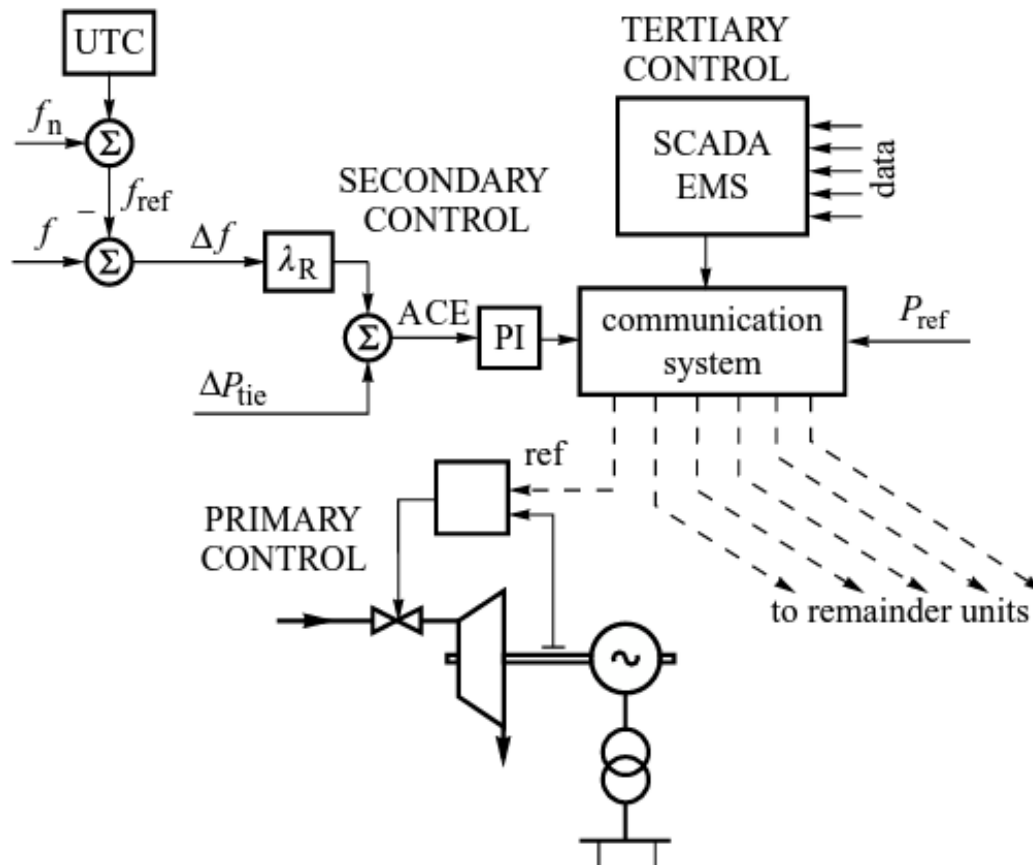 UTC
TERTIARY
CONTROL
f_n
SCADA
EMS
data
f_ref
−
SECONDARY
CONTROL
f
Σ
Σ
Δf
λ_R
ACE
Σ
PI
communication
system
P_ref
ΔP_tie
ref
PRIMARY
CONTROL
to remainder units
~